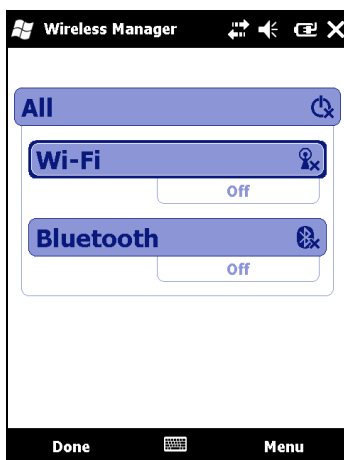 Wireless Manager
All
Wi-Fi
Off
Bluetooth
Off
Done Menu